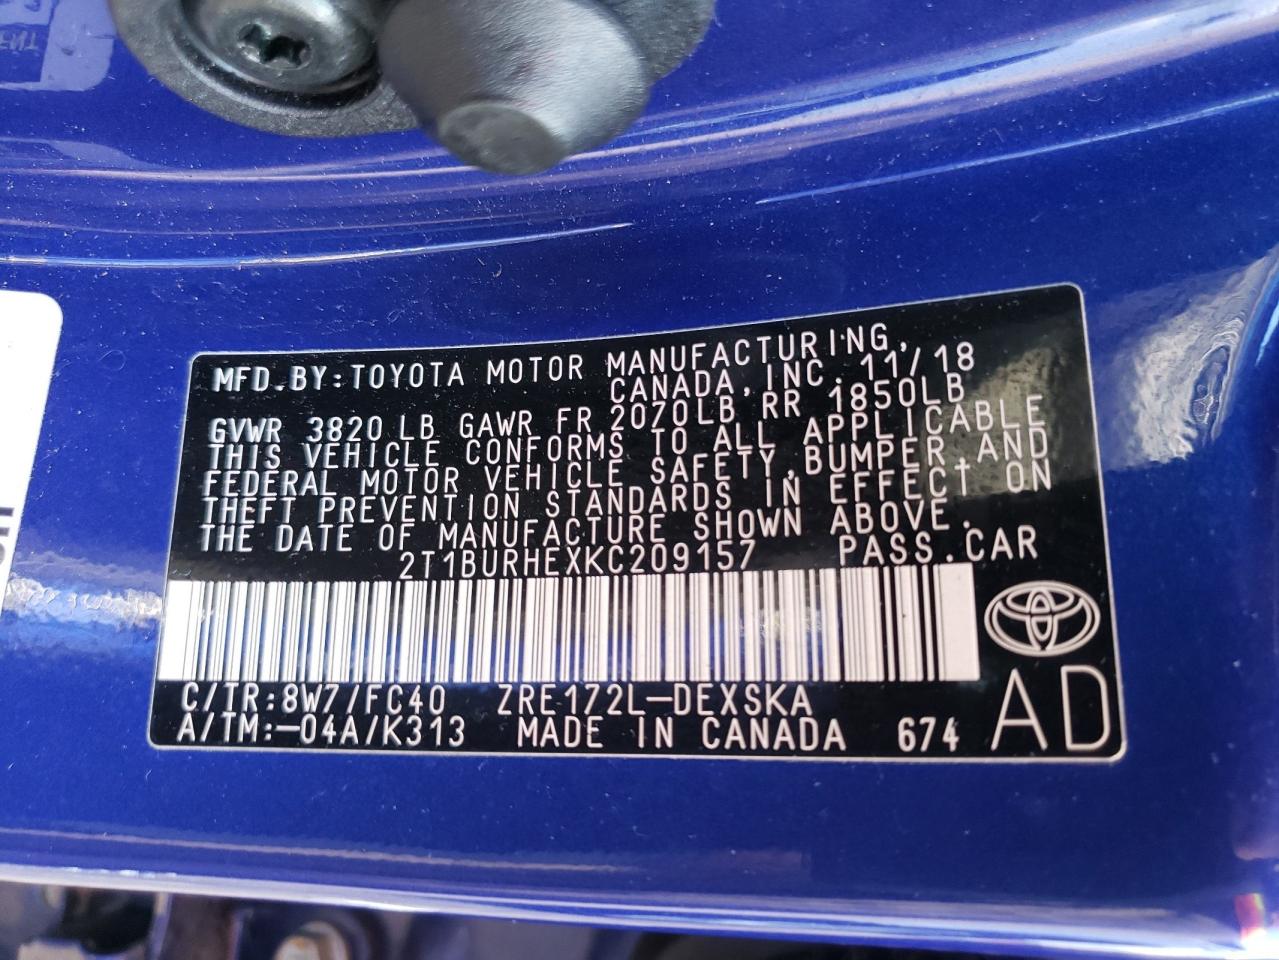 MFD.BY:TOYOTA MOTOR MANUFACTURING,
CANADA,INC. 11/18
GVWR 3820 LB GAWR FR 2070LB RR 1850LB
THIS VEHICLE CONFORMS TO ALL APPLICABLE
FEDERAL MOTOR VEHICLE SAFETY,BUMPER,AND
THEFT PREVENTION STANDARDS IN EFFECT ON
THE DATE OF MANUFACTURE SHOWN ABOVE.
2T1BURHEXKC209157 PASS.CAR
C/TR:8W7/FC40 ZRE172L-DEXSKA
A/TM:-04A/K313 MADE IN CANADA 674 AD